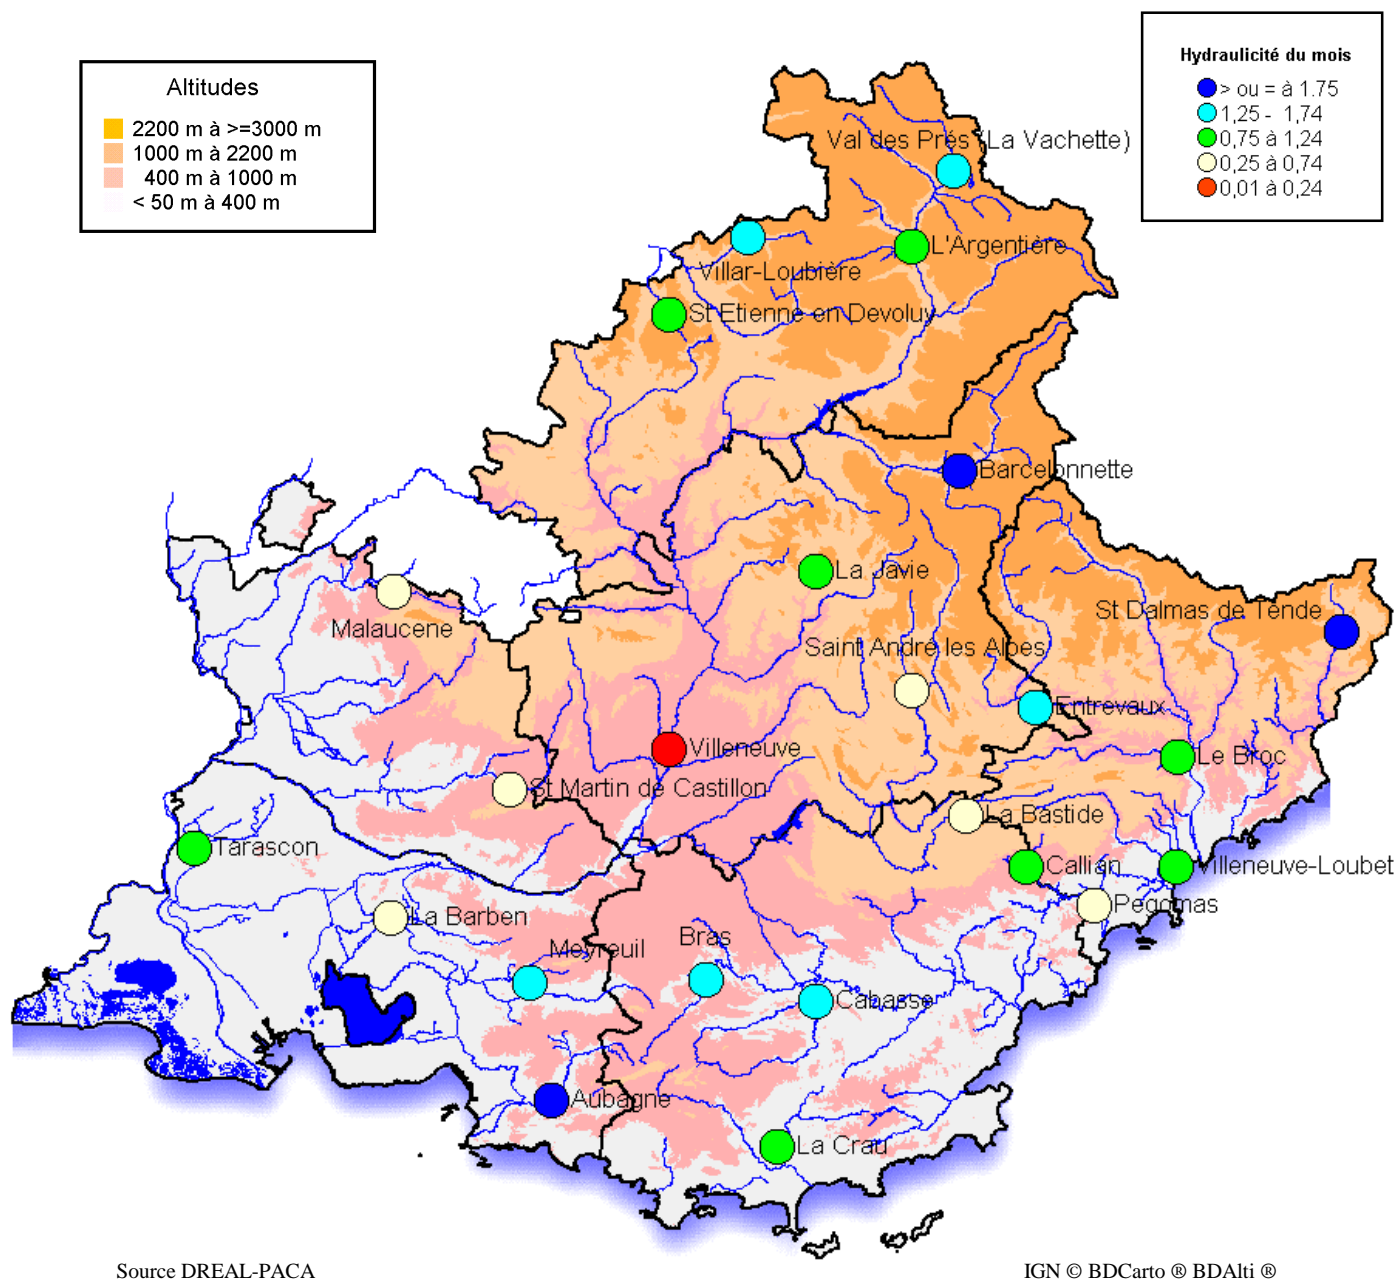 Hydraulicité du mois
> ou = à 1.75
1,25 - 1,74
0,75 à 1,24
0,25 à 0,74
0,01 à 0,24
Altitudes
2200 m à >=3000 m
1000 m à 2200 m
400 m à 1000 m
< 50 m à 400 m
Val des Prés (La Vachette)
L'Argentière
Villar-Loubière
St Etienne en Devoluy
Barcelonnette
La Javie
St Dalmas de Tende
Malaucene
Saint André les Alpes
Entrevaux
Villeneuve
Le Broc
St Martin de Castillon
La Bastide
Tarascon
Callian
Villeneuve-Loubet
Pegomas
La Barben
Bras
Meyreuil
Cabasse
Aubagne
La Crau
Source DREAL-PACA
IGN © BDCarto ® BDAlti ®